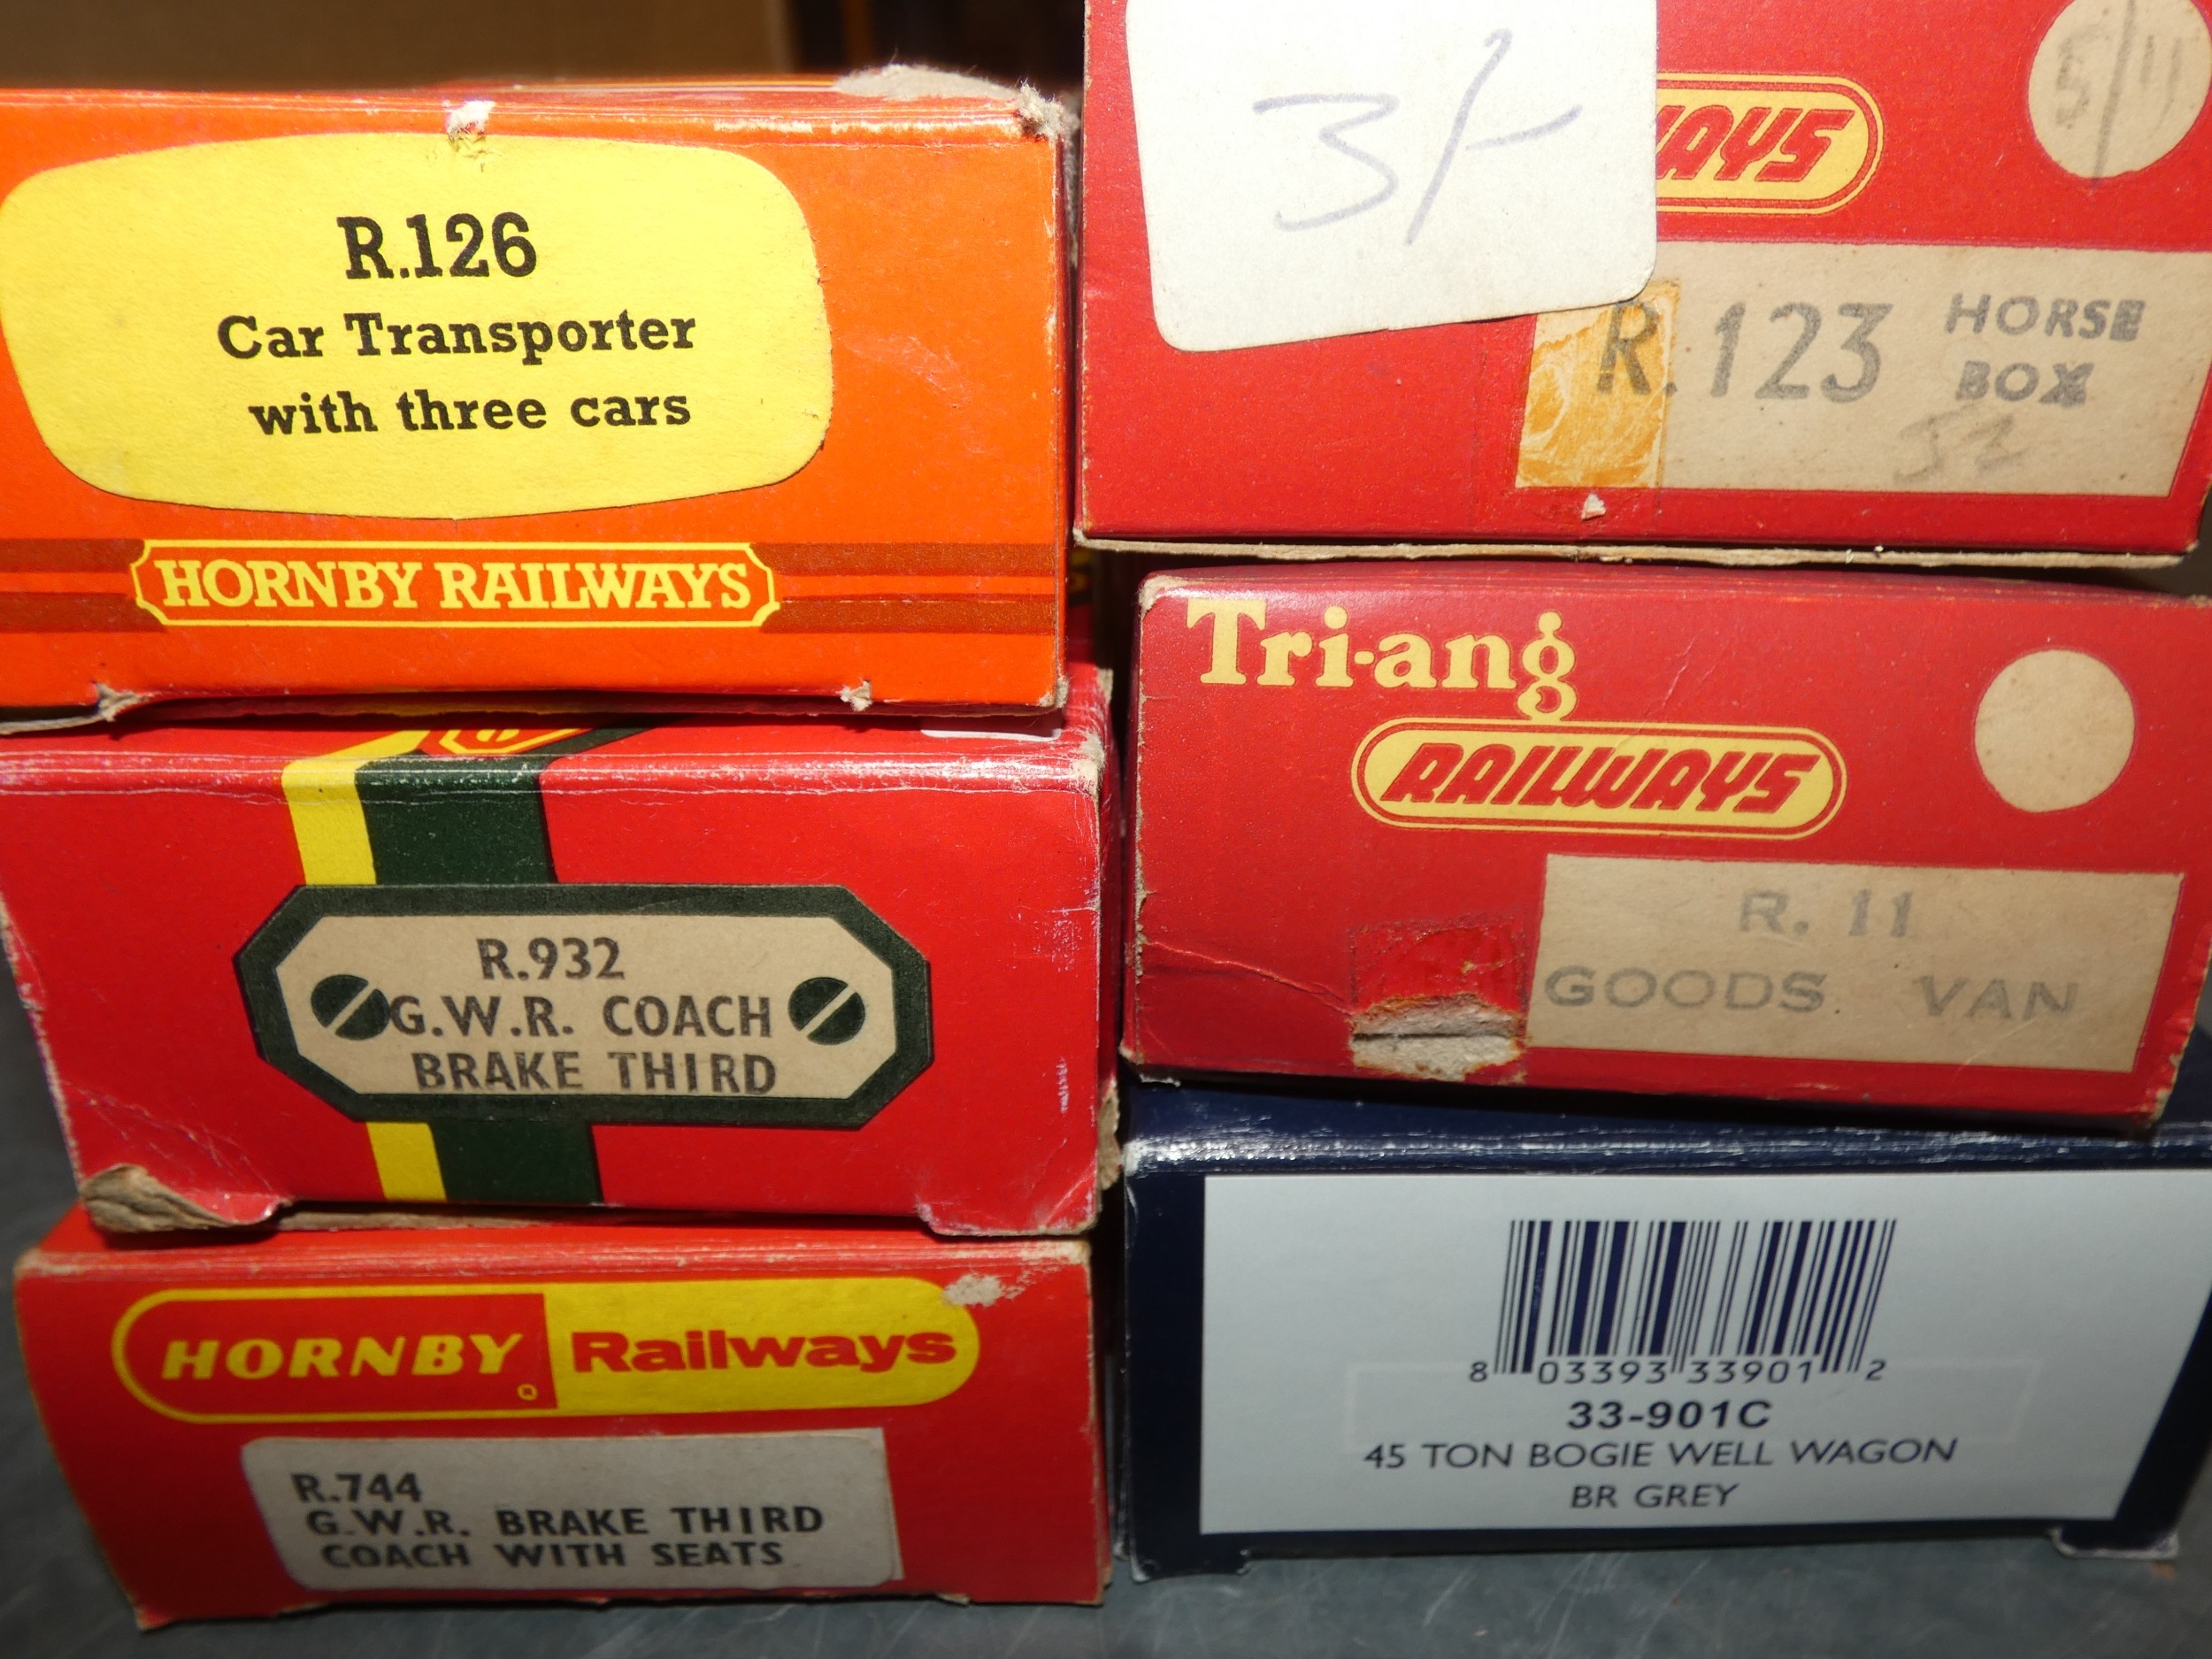 R.126
Car Transporter
with three cars
HORNBY RAILWAYS
R.932
G.W.R. COACH
BRAKE THIRD
HORNBY Railways
R.744
G.W.R. BRAKE THIRD
COACH WITH SEATS
3/-
5/11
R.123 HORSE
BOX
Tri-ang
RAILWAYS
R. 11
GOODS VAN
8 03393 33901 2
33-901C
45 TON BOGIE WELL WAGON
BR GREY